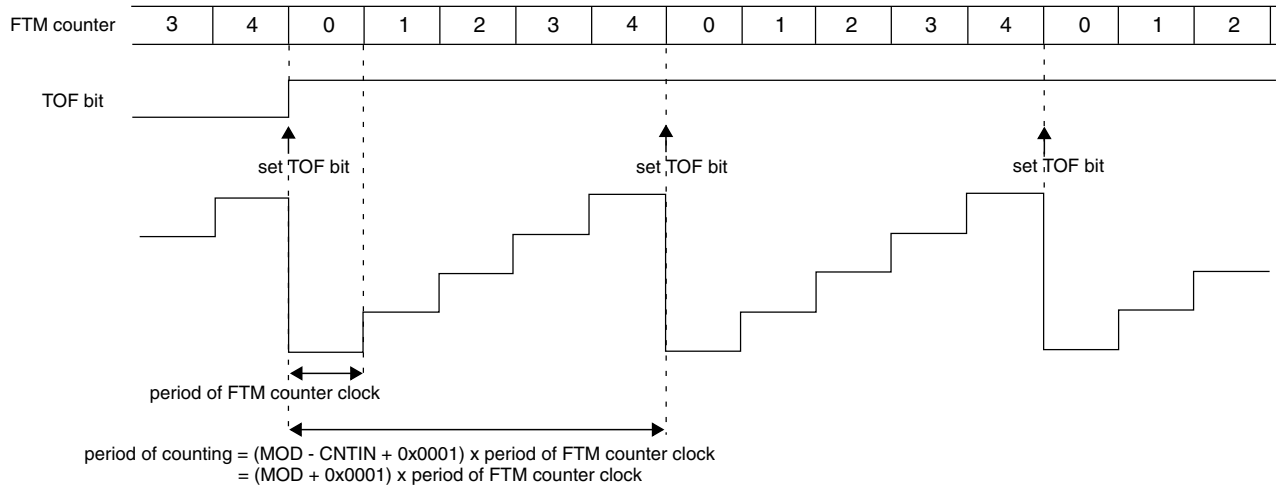 FTM counter 3 4 0 1 2 3 4 0 1 2 3 4 0 1 2
TOF bit
set TOF bit set TOF bit set TOF bit
period of FTM counter clock
period of counting = (MOD - CNTIN + 0x0001) x period of FTM counter clock
= (MOD + 0x0001) x period of FTM counter clock